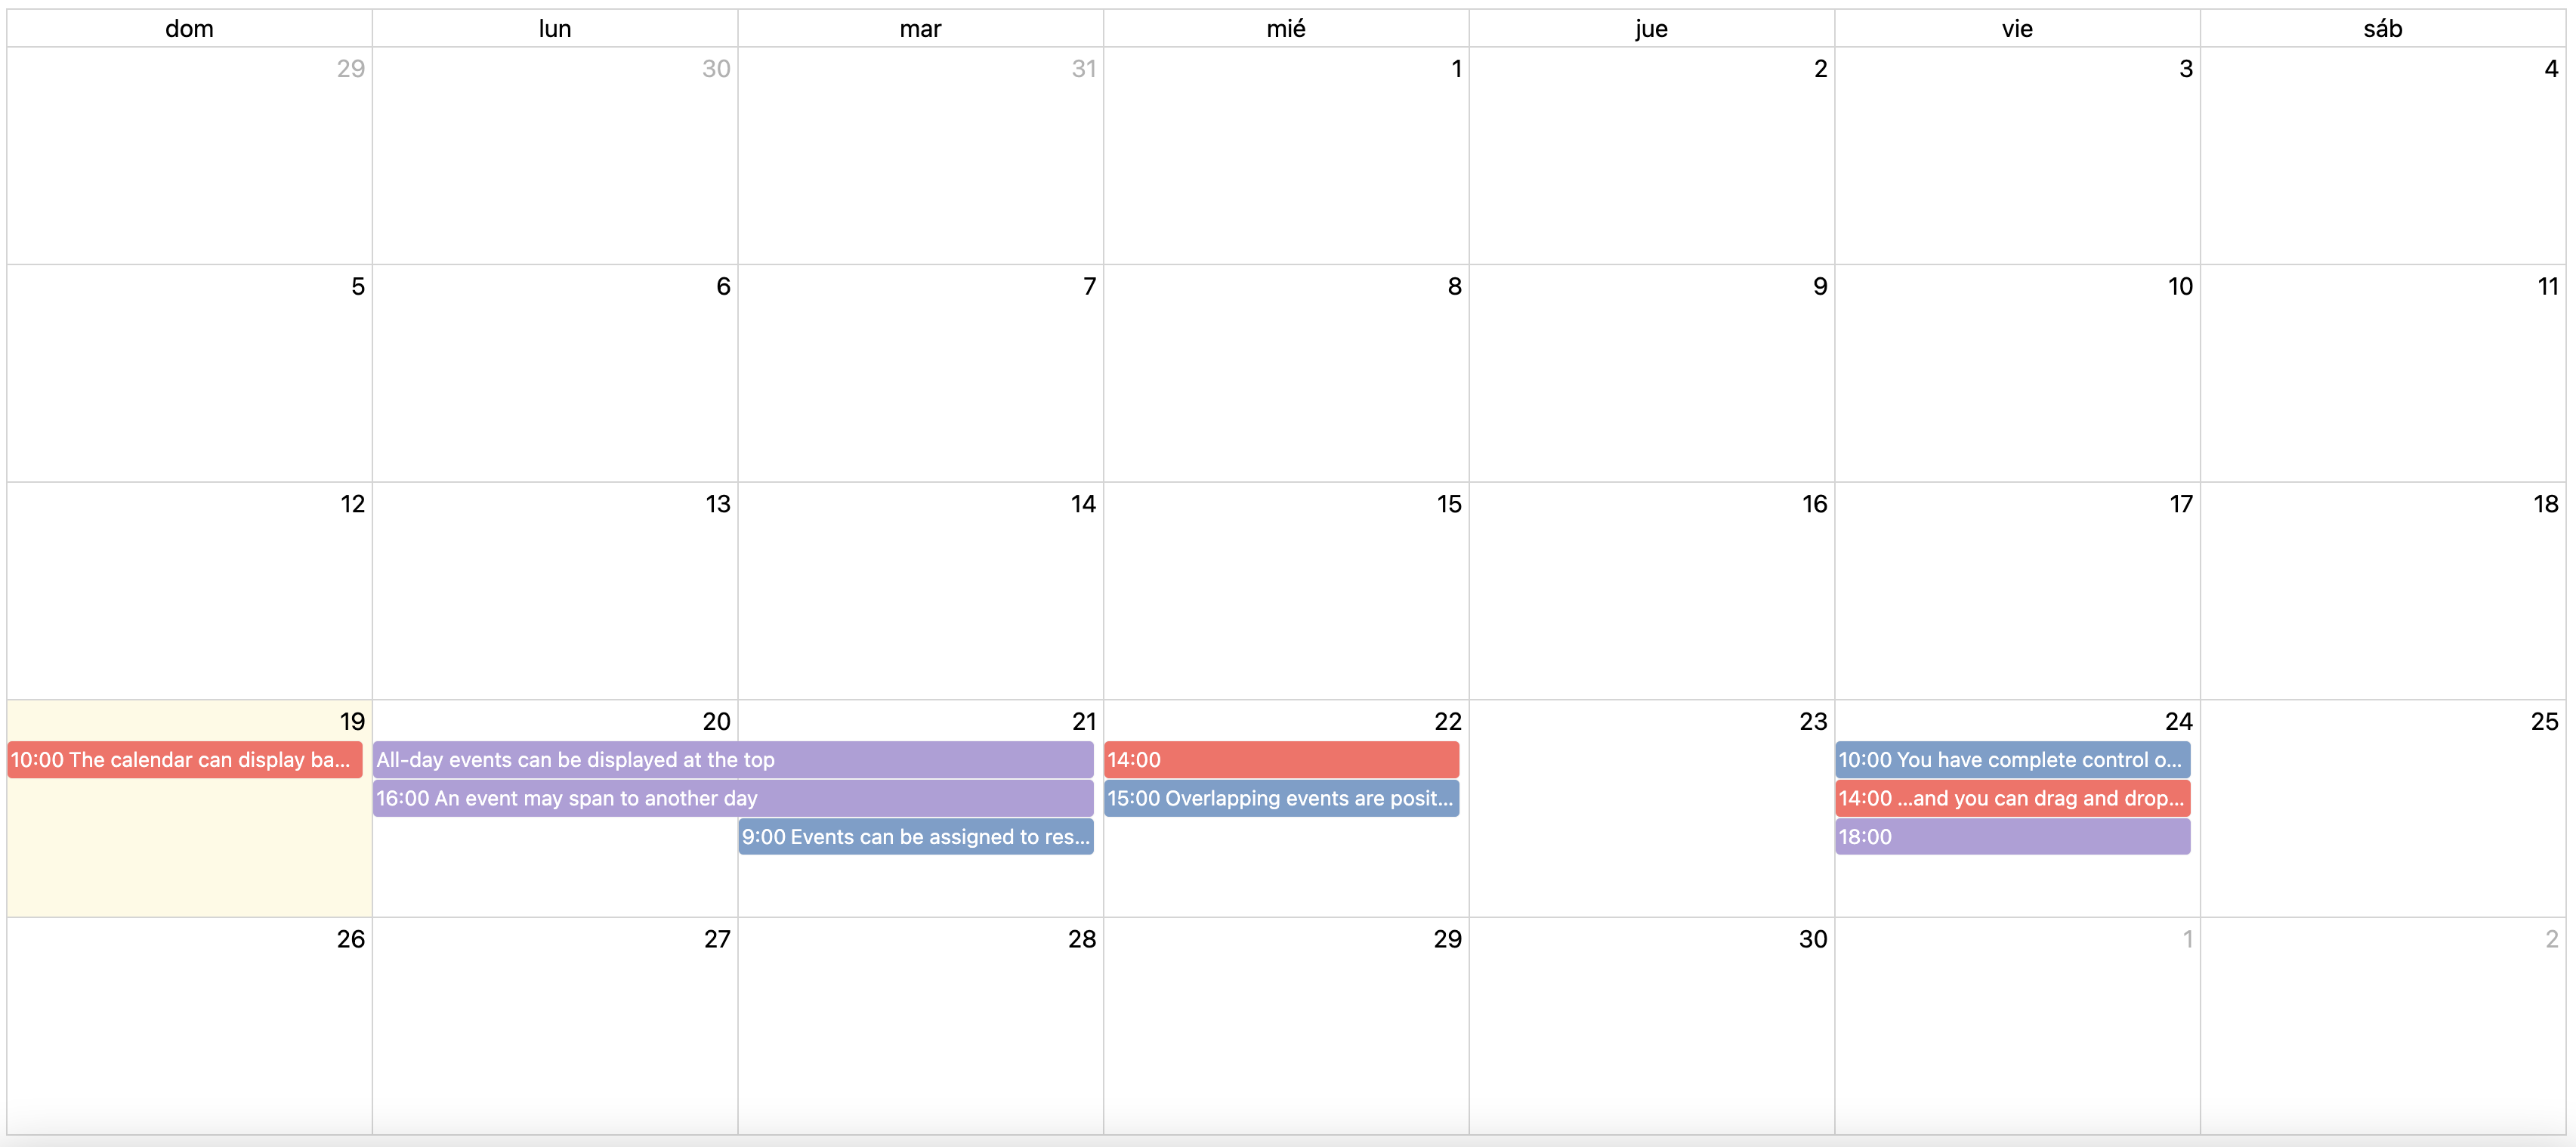 dom lun mar mié jue vie sáb
29 30 31 1 2 3 4
5 6 7 8 9 10 11
12 13 14 15 16 17 18
19 20 21 22 23 24 25
10:00 The calendar can display ba...
All-day events can be displayed at the top
16:00 An event may span to another day
9:00 Events can be assigned to res...
14:00
15:00 Overlapping events are posit...
10:00 You have complete control o...
14:00 ...and you can drag and drop...
18:00
26 27 28 29 30 1 2